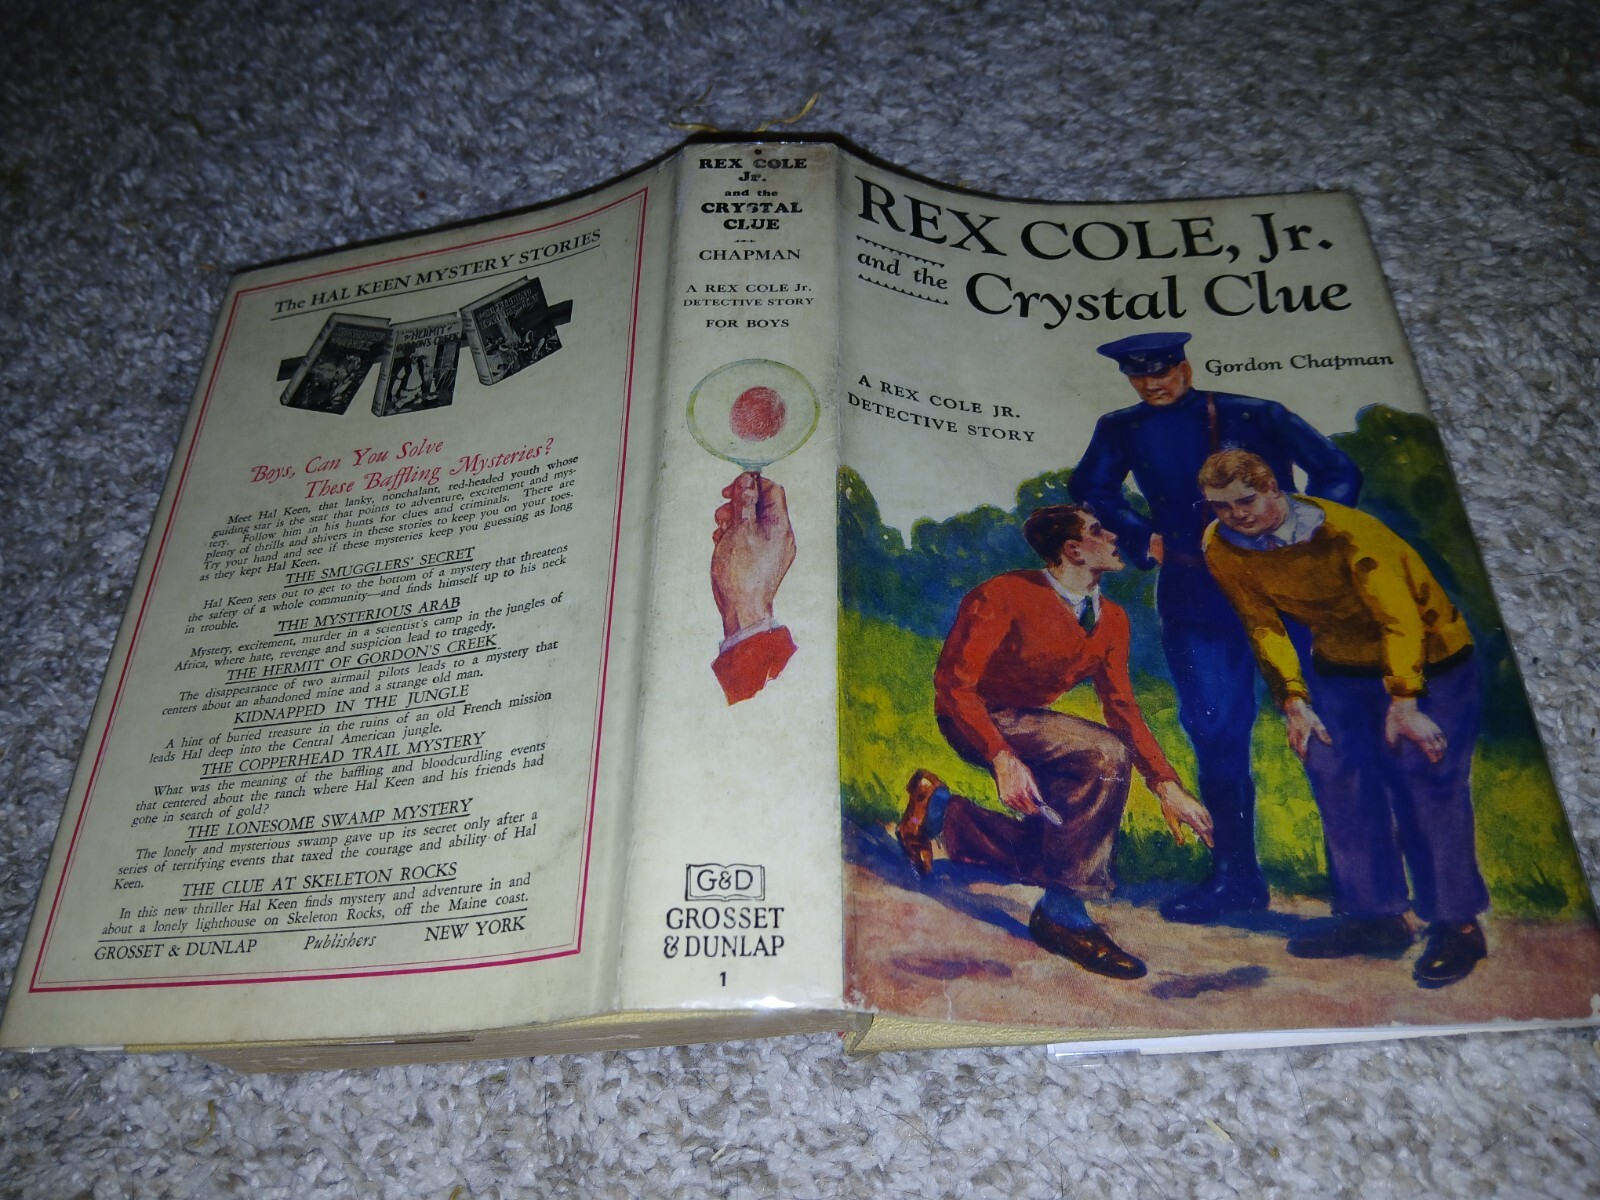 The HAL KEEN MYSTERY STORIES
Boys, Can You Solve
These Baffling Mysteries?
Meet Hal Keen, that lanky, nonchalant, red-headed youth whose
guiding star is the star that points to adventure, excitement and mys-
tery. Follow him in his hunts for clues and criminals. There are
plenty of thrills and shivers in these stories to keep you on your toes.
Try your hand and see if these mysteries keep you guessing as long
as they kept Hal Keen.
THE SMUGGLERS' SECRET
Hal Keen sets out to get to the bottom of a mystery that threatens
the safety of a whole community—and finds himself up to his neck
in trouble.
THE MYSTERIOUS ARAB
Mystery, excitement, murder in a scientist's camp in the jungles of
Africa, where hate, revenge and suspicion lead to tragedy.
THE HERMIT OF GORDON'S CREEK
The disappearance of two airmail pilots leads to a mystery that
centers about an abandoned mine and a strange old man.
KIDNAPPED IN THE JUNGLE
A hint of buried treasure in the ruins of an old French mission
leads Hal deep into the Central American jungle.
THE COPPERHEAD TRAIL MYSTERY
What was the meaning of the baffling and bloodcurdling events
that centered about the ranch where Hal Keen and his friends had
gone in search of gold?
THE LONESOME SWAMP MYSTERY
The lonely and mysterious swamp gave up its secret only after a
series of terrifying events that taxed the courage and ability of Hal
Keen.
THE CLUE AT SKELETON ROCKS
In this new thriller Hal Keen finds mystery and adventure in and
about a lonely lighthouse on Skeleton Rocks, off the Maine coast.
GROSSET & DUNLAP Publishers NEW YORK
REX COLE
Jr.
and the
CRYSTAL
CLUE
CHAPMAN
A REX COLE Jr.
DETECTIVE STORY
FOR BOYS
G&D
GROSSET
& DUNLAP
1
REX COLE, Jr.
and the
Crystal Clue
Gordon Chapman
A REX COLE JR.
DETECTIVE STORY